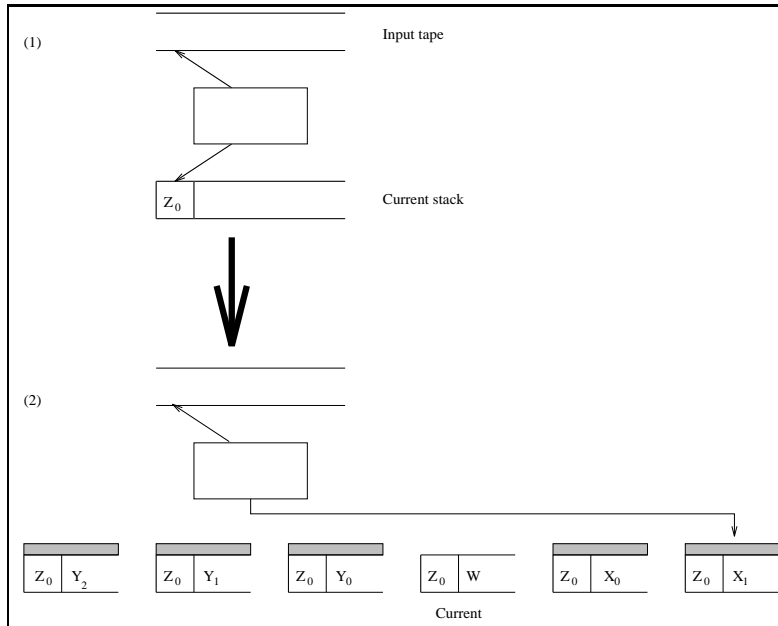 (1)
Input tape
Z0
Current stack
(2)
Z0 Y2 Z0 Y1 Z0 Y0 Z0 W Z0 X0 Z0 X1
Current